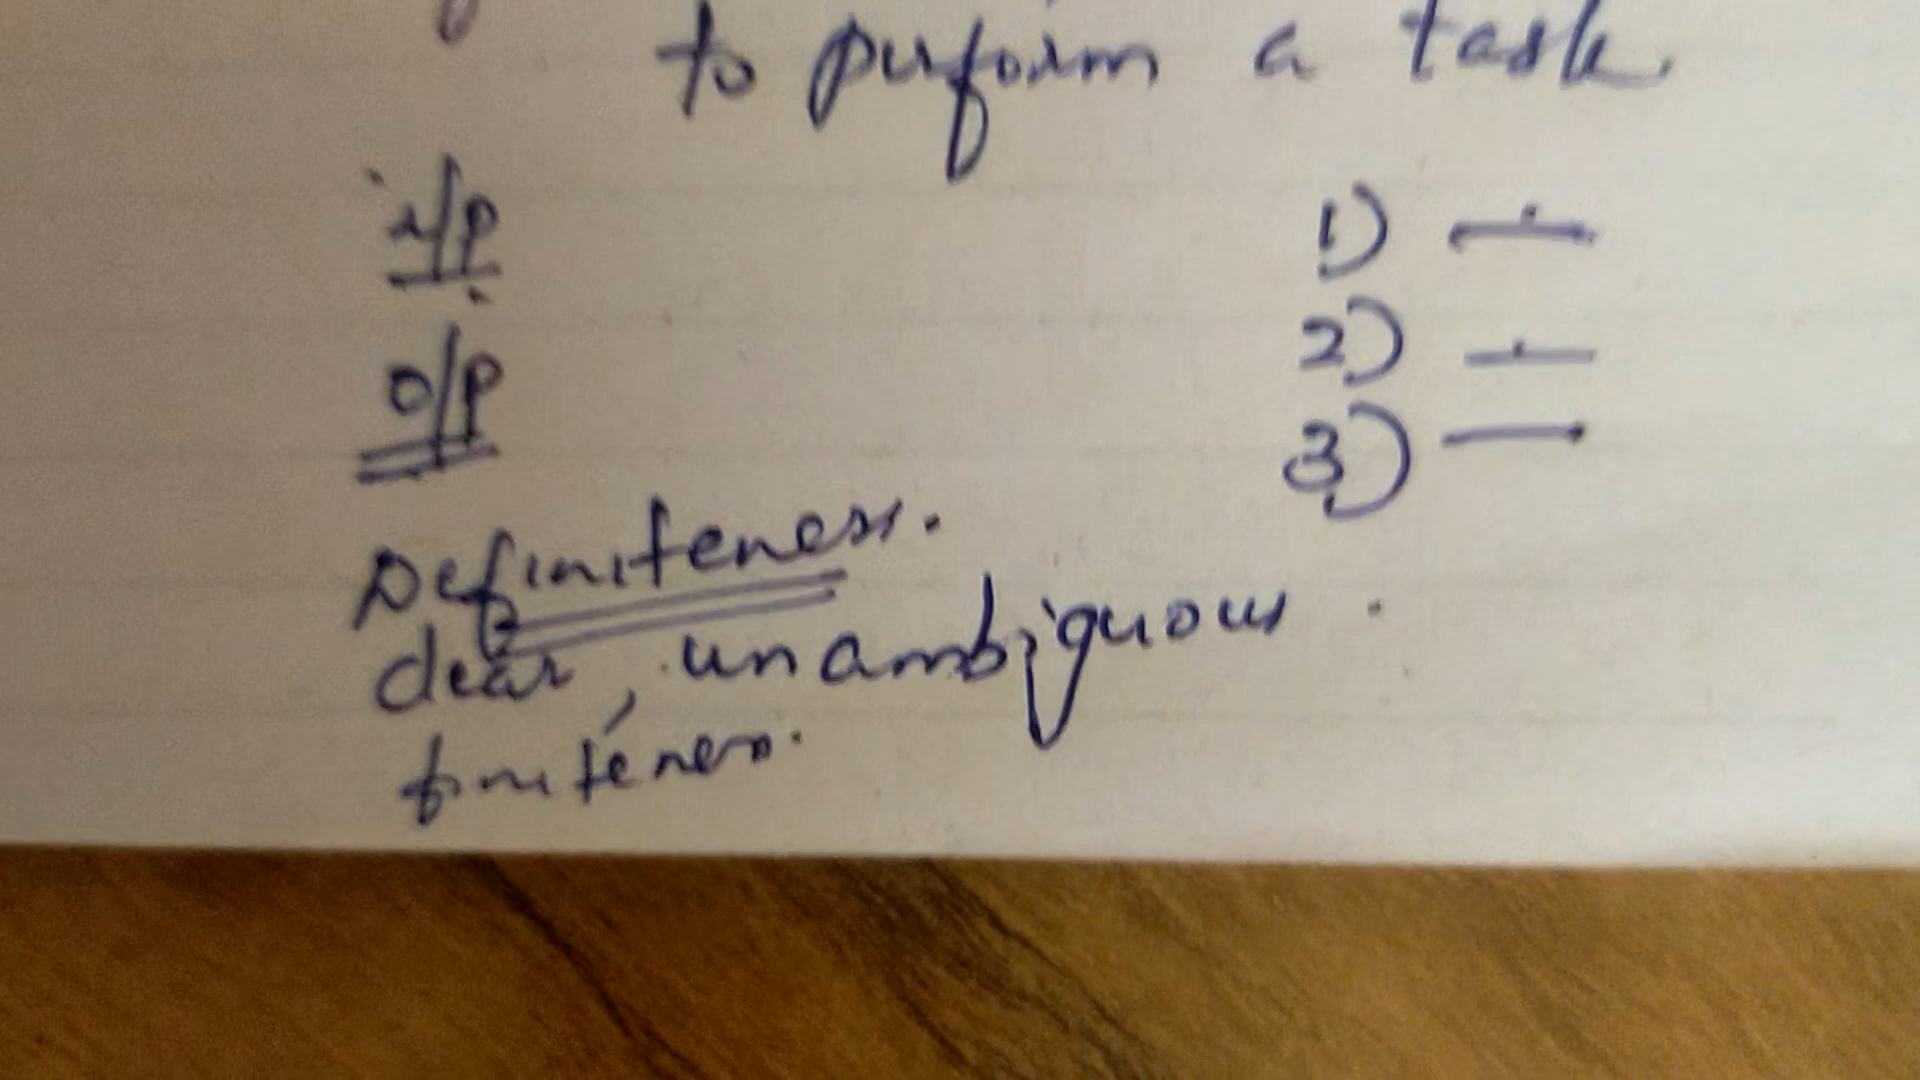 to perform a task.
i/p
1) —
2) —
3) —
o/p
Definiteness.
clear, unambiguous.
finiteness.